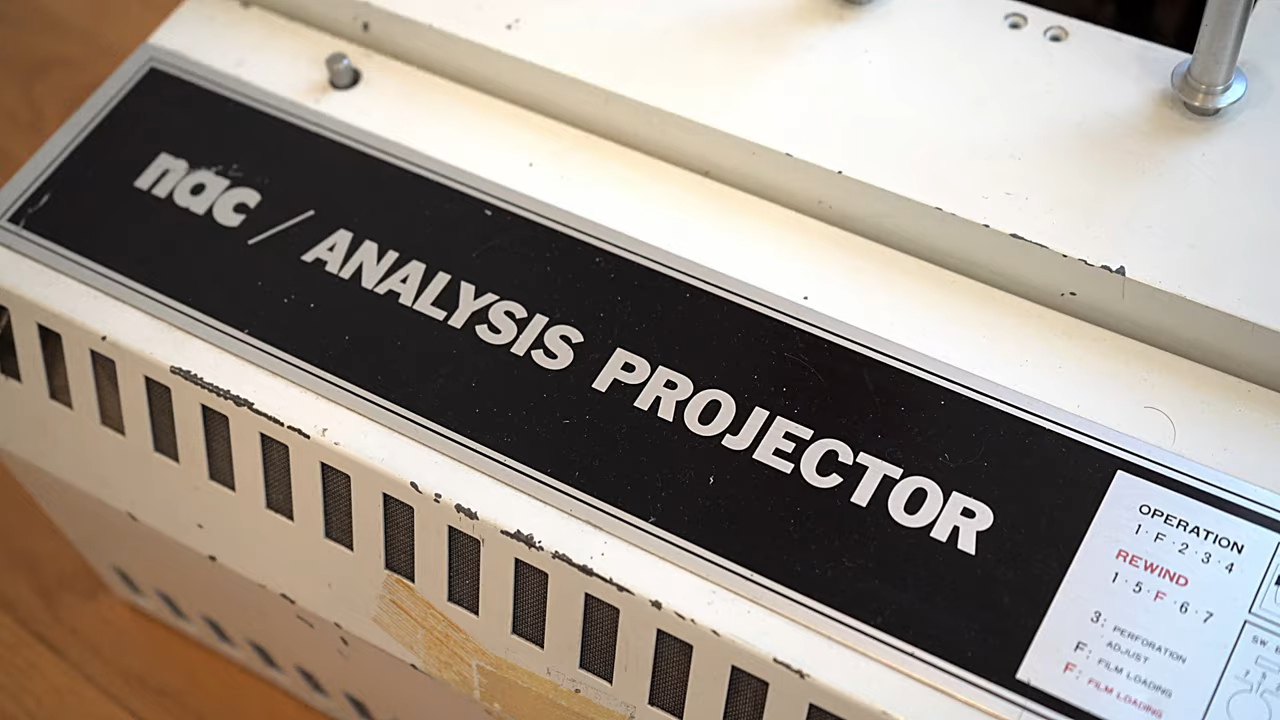 nac / ANALYSIS PROJECTOR
OPERATION
1·F·2·3·4
REWIND
1·5·F·6·7
3: PERFORATION
ADJUST
F: FILM LOADING
F: FILM LOADING
SW